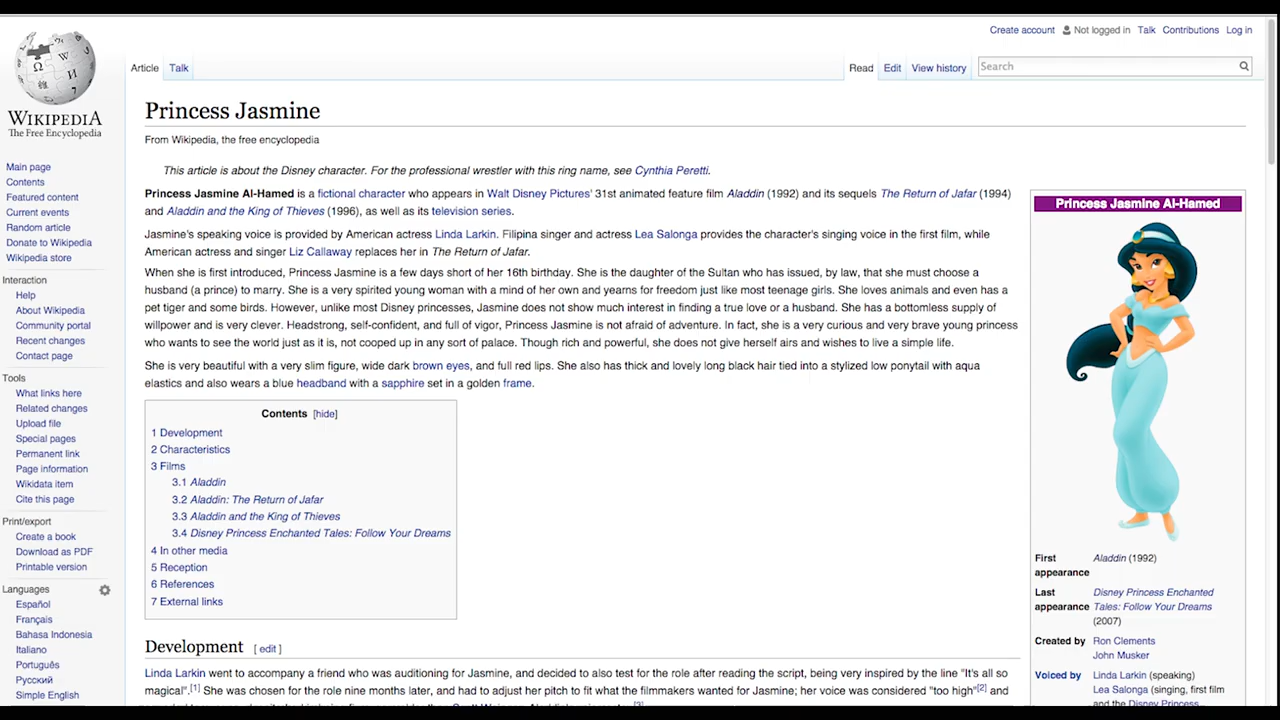 Create account Not logged in Talk Contributions Log in
Article Talk Read Edit View history Search
WIKIPEDIA
The Free Encyclopedia
Main page
Contents
Featured content
Current events
Random article
Donate to Wikipedia
Wikipedia store
Interaction
Help
About Wikipedia
Community portal
Recent changes
Contact page
Tools
What links here
Related changes
Upload file
Special pages
Permanent link
Page information
Wikidata item
Cite this page
Print/export
Create a book
Download as PDF
Printable version
Languages
Español
Français
Bahasa Indonesia
Italiano
Português
Русский
Simple English
Princess Jasmine
From Wikipedia, the free encyclopedia
This article is about the Disney character. For the professional wrestler with this ring name, see Cynthia Peretti.
Princess Jasmine Al-Hamed is a fictional character who appears in Walt Disney Pictures' 31st animated feature film Aladdin (1992) and its sequels The Return of Jafar (1994)
and Aladdin and the King of Thieves (1996), as well as its television series.
Jasmine's speaking voice is provided by American actress Linda Larkin. Filipina singer and actress Lea Salonga provides the character's singing voice in the first film, while
American actress and singer Liz Callaway replaces her in The Return of Jafar.
When she is first introduced, Princess Jasmine is a few days short of her 16th birthday. She is the daughter of the Sultan who has issued, by law, that she must choose a
husband (a prince) to marry. She is a very spirited young woman with a mind of her own and yearns for freedom just like most teenage girls. She loves animals and even has a
pet tiger and some birds. However, unlike most Disney princesses, Jasmine does not show much interest in finding a true love or a husband. She has a bottomless supply of
willpower and is very clever. Headstrong, self-confident, and full of vigor, Princess Jasmine is not afraid of adventure. In fact, she is a very curious and very brave young princess
who wants to see the world just as it is, not cooped up in any sort of palace. Though rich and powerful, she does not give herself airs and wishes to live a simple life.
She is very beautiful with a very slim figure, wide dark brown eyes, and full red lips. She also has thick and lovely long black hair tied into a stylized low ponytail with aqua
elastics and also wears a blue headband with a sapphire set in a golden frame.
Contents [hide]
1 Development
2 Characteristics
3 Films
3.1 Aladdin
3.2 Aladdin: The Return of Jafar
3.3 Aladdin and the King of Thieves
3.4 Disney Princess Enchanted Tales: Follow Your Dreams
4 In other media
5 Reception
6 References
7 External links
Development [ edit ]
Linda Larkin went to accompany a friend who was auditioning for Jasmine, and decided to also test for the role after reading the script, being very inspired by the line "It's all so
magical".[1] She was chosen for the role nine months later, and had to adjust her pitch to fit what the filmmakers wanted for Jasmine; her voice was considered "too high"[2] and
Princess Jasmine Al-Hamed
First appearance Aladdin (1992)
Last appearance Disney Princess Enchanted
Tales: Follow Your Dreams
(2007)
Created by Ron Clements
John Musker
Voiced by Linda Larkin (speaking)
Lea Salonga (singing, first film
and the Disney Princess